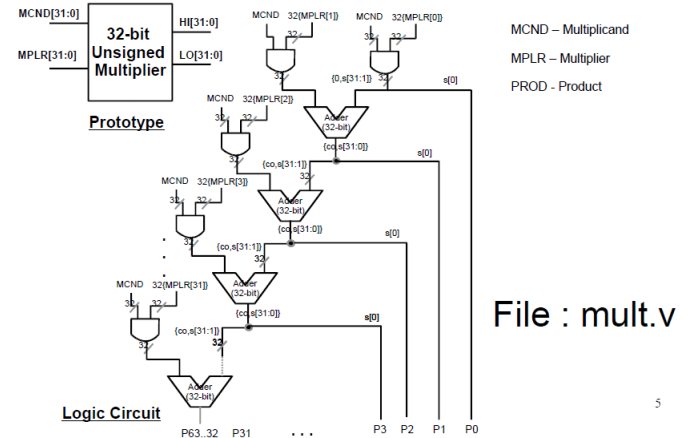 MCND[31:0]
MPLR[31:0]
32-bit
Unsigned
Multiplier
HI[31:0]
LO[31:0]
Prototype
MCND 32{MPLR[1]} MCND 32{MPLR[0]}
32 32 32 32
32 {0,s[31:1]} 32 s[0]
Adder
(32-bit)
{co,s[31:0]}
MCND 32{MPLR[2]}
32 32
32 {co,s[31:1]} 32 s[0]
Adder
(32-bit)
{co,s[31:0]}
MCND 32{MPLR[3]}
32 32
32 {co,s[31:1]} 32 s[0]
Adder
(32-bit)
{co,s[31:0]}
MCND 32{MPLR[31]}
32 32
32 {co,s[31:1]} 32 s[0]
Adder
(32-bit)
Logic Circuit
P63..32 P31 . . . P3 P2 P1 P0
MCND – Multiplicand
MPLR – Multiplier
PROD - Product
File : mult.v
5